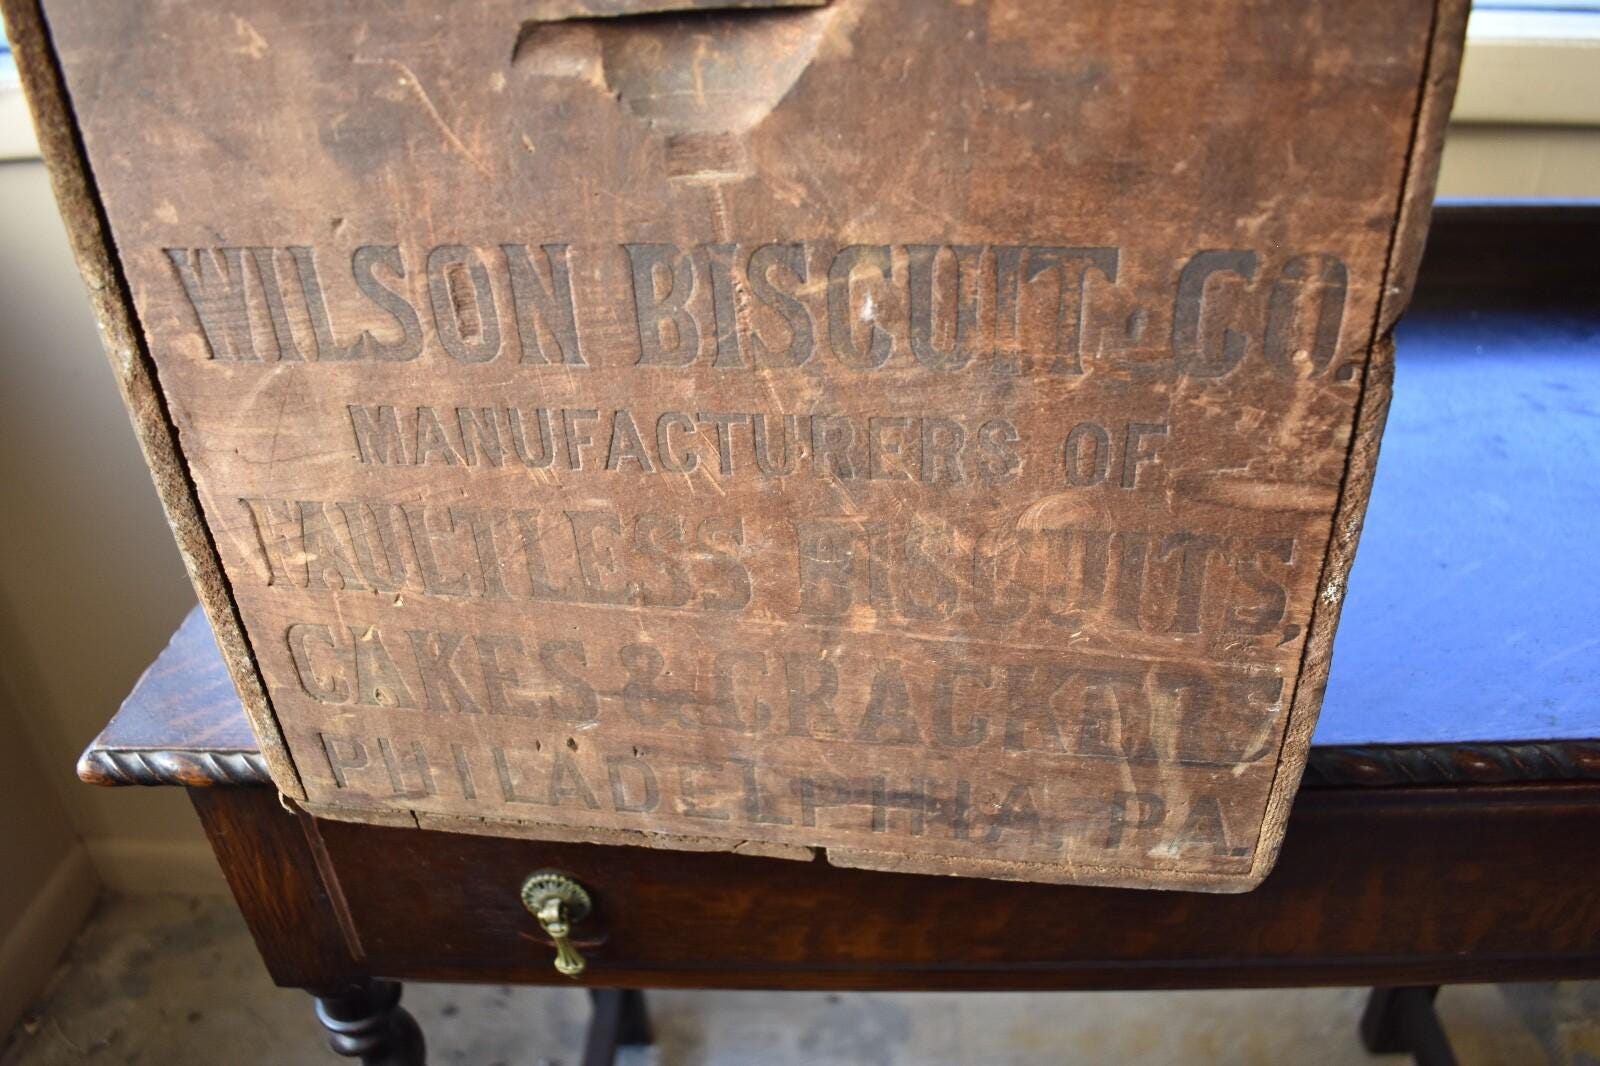 WILSON BISCUIT CO.
MANUFACTURERS OF
FAULTLESS BISCUITS,
CAKES & CRACKERS
PHILADELPHIA, PA.